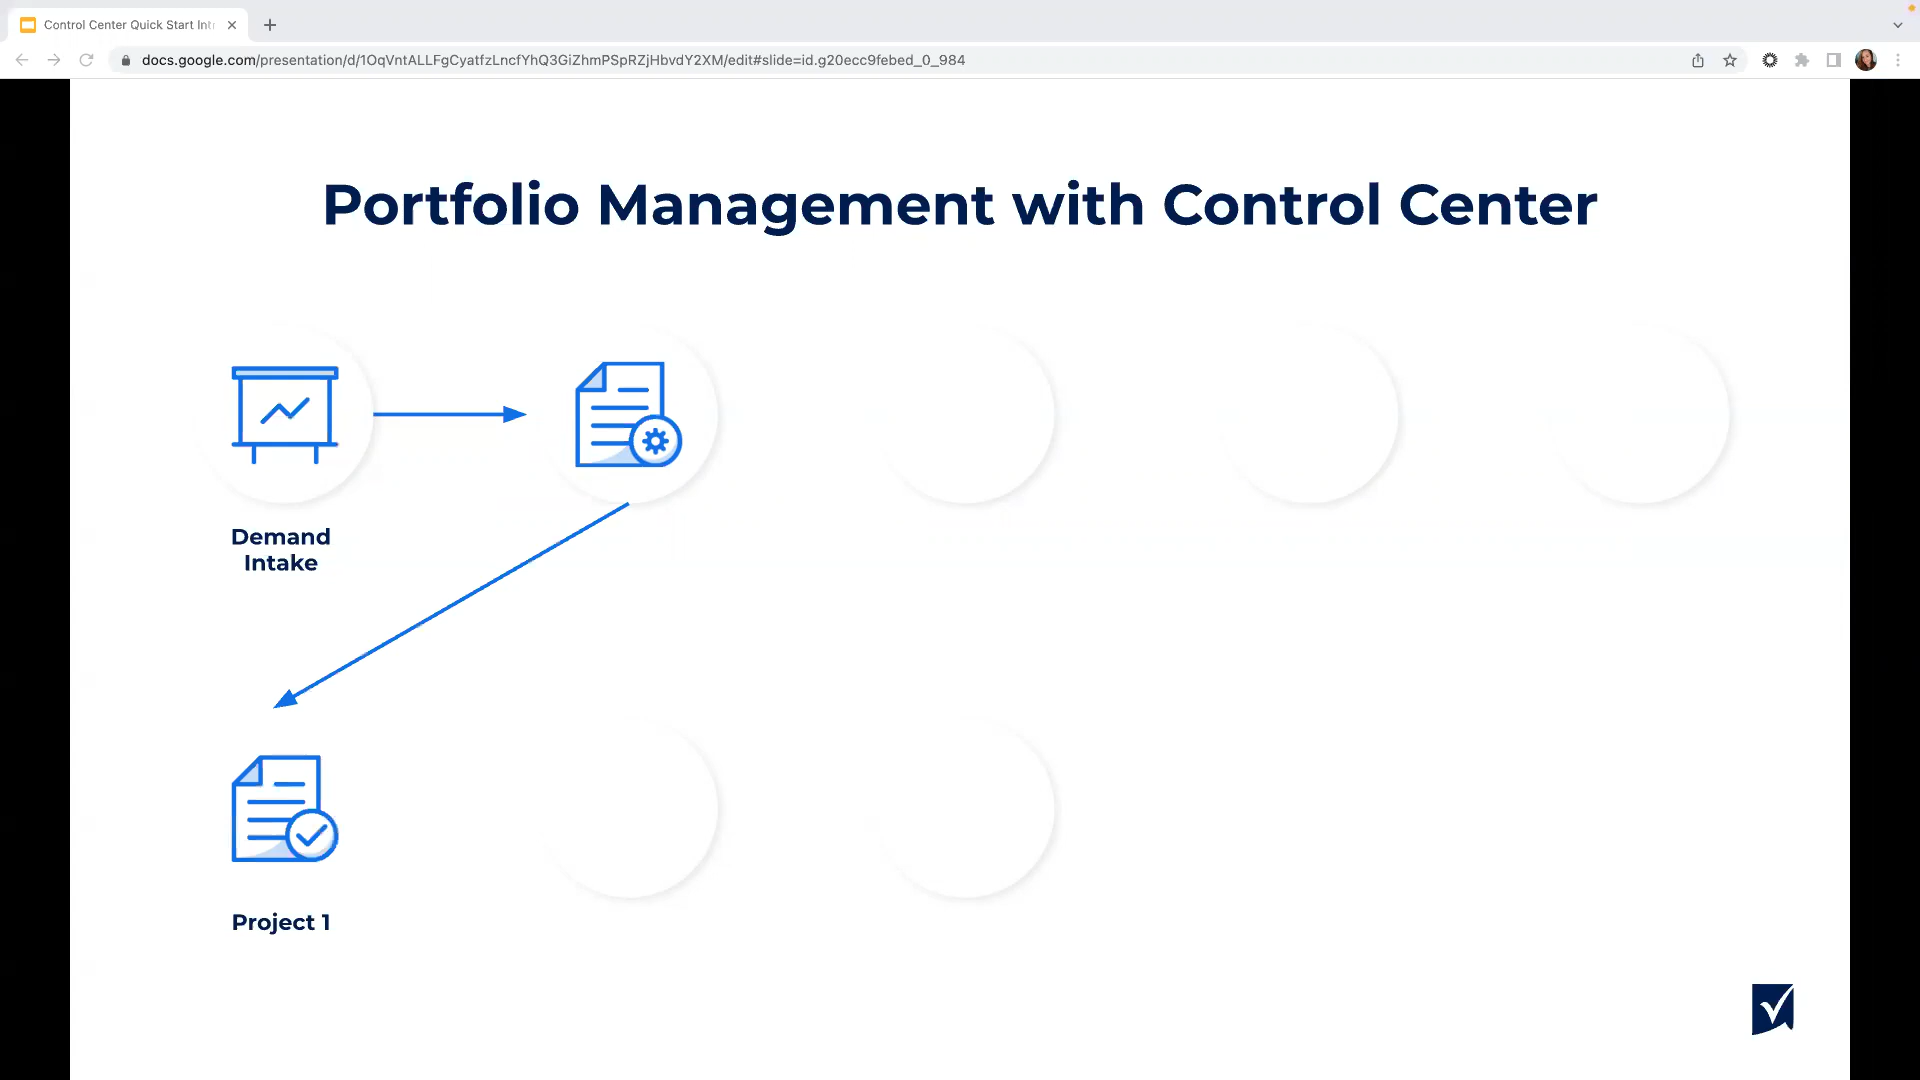 Control Center Quick Start Int
docs.google.com/presentation/d/1OqVntALLFgCyatfzLncfYhQ3GiZhmPSpRZjHbvdY2XM/edit#slide=id.g20ecc9febed_0_984
Portfolio Management with Control Center
Demand
Intake
Project 1